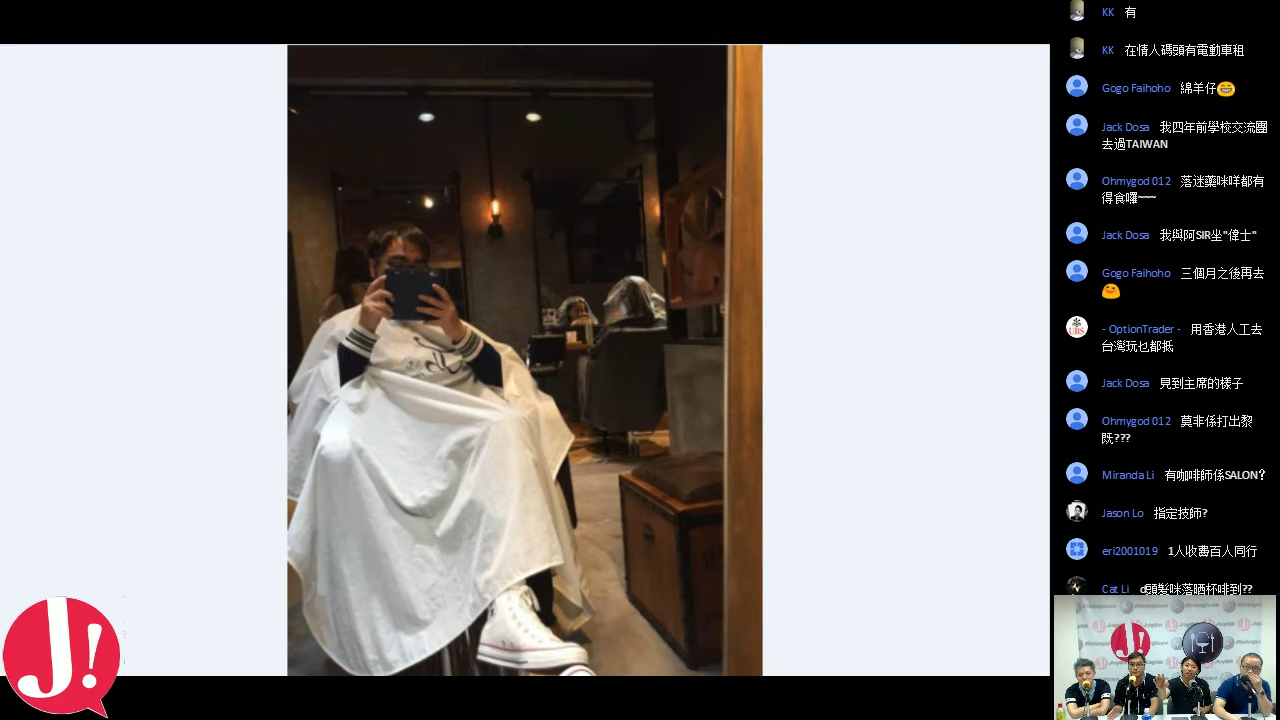 KK 有
KK 在情人碼頭有電動車租
Gogo Faihoho 綿羊仔😁
Jack Dosa 我四年前學校交流團
去過TAIWAN
Ohmygod 012 落迷藥咪咩都有
得食囉~~~
Jack Dosa 我與阿SIR坐"偉士"
Gogo Faihoho 三個月之後再去
- OptionTrader - 用香港人工去
台灣玩乜都抵
Jack Dosa 見到主席的樣子
Ohmygod 012 莫非係打出黎
既???
Miranda Li 有咖啡師係SALON?
Jason Lo 指定技師?
eri2001019 1人收費百人同行
Cat Li d頭髮咪落晒杯啡到??
UBS
J!